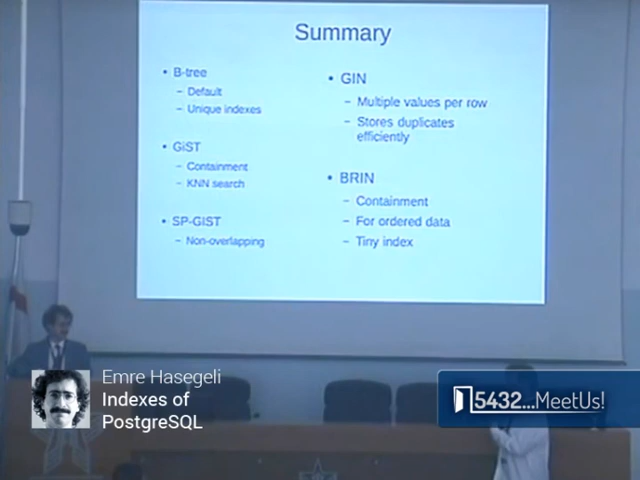 Summary
• B-tree
– Default
– Unique indexes
• GiST
– Containment
– KNN search
• SP-GiST
– Non-overlapping
• GIN
– Multiple values per row
– Stores duplicates
efficiently
• BRIN
– Containment
– For ordered data
– Tiny index
Emre Hasegeli
Indexes of
PostgreSQL
5432...MeetUs!